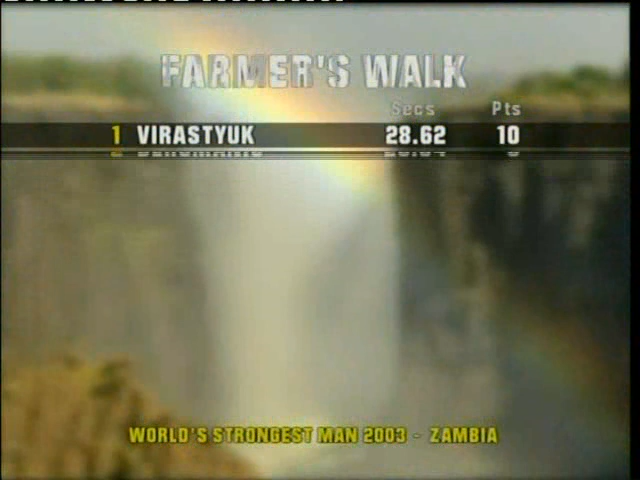 FARMER'S WALK
Secs Pts
1 VIRASTYUK 28.62 10
WORLD'S STRONGEST MAN 2003 - ZAMBIA